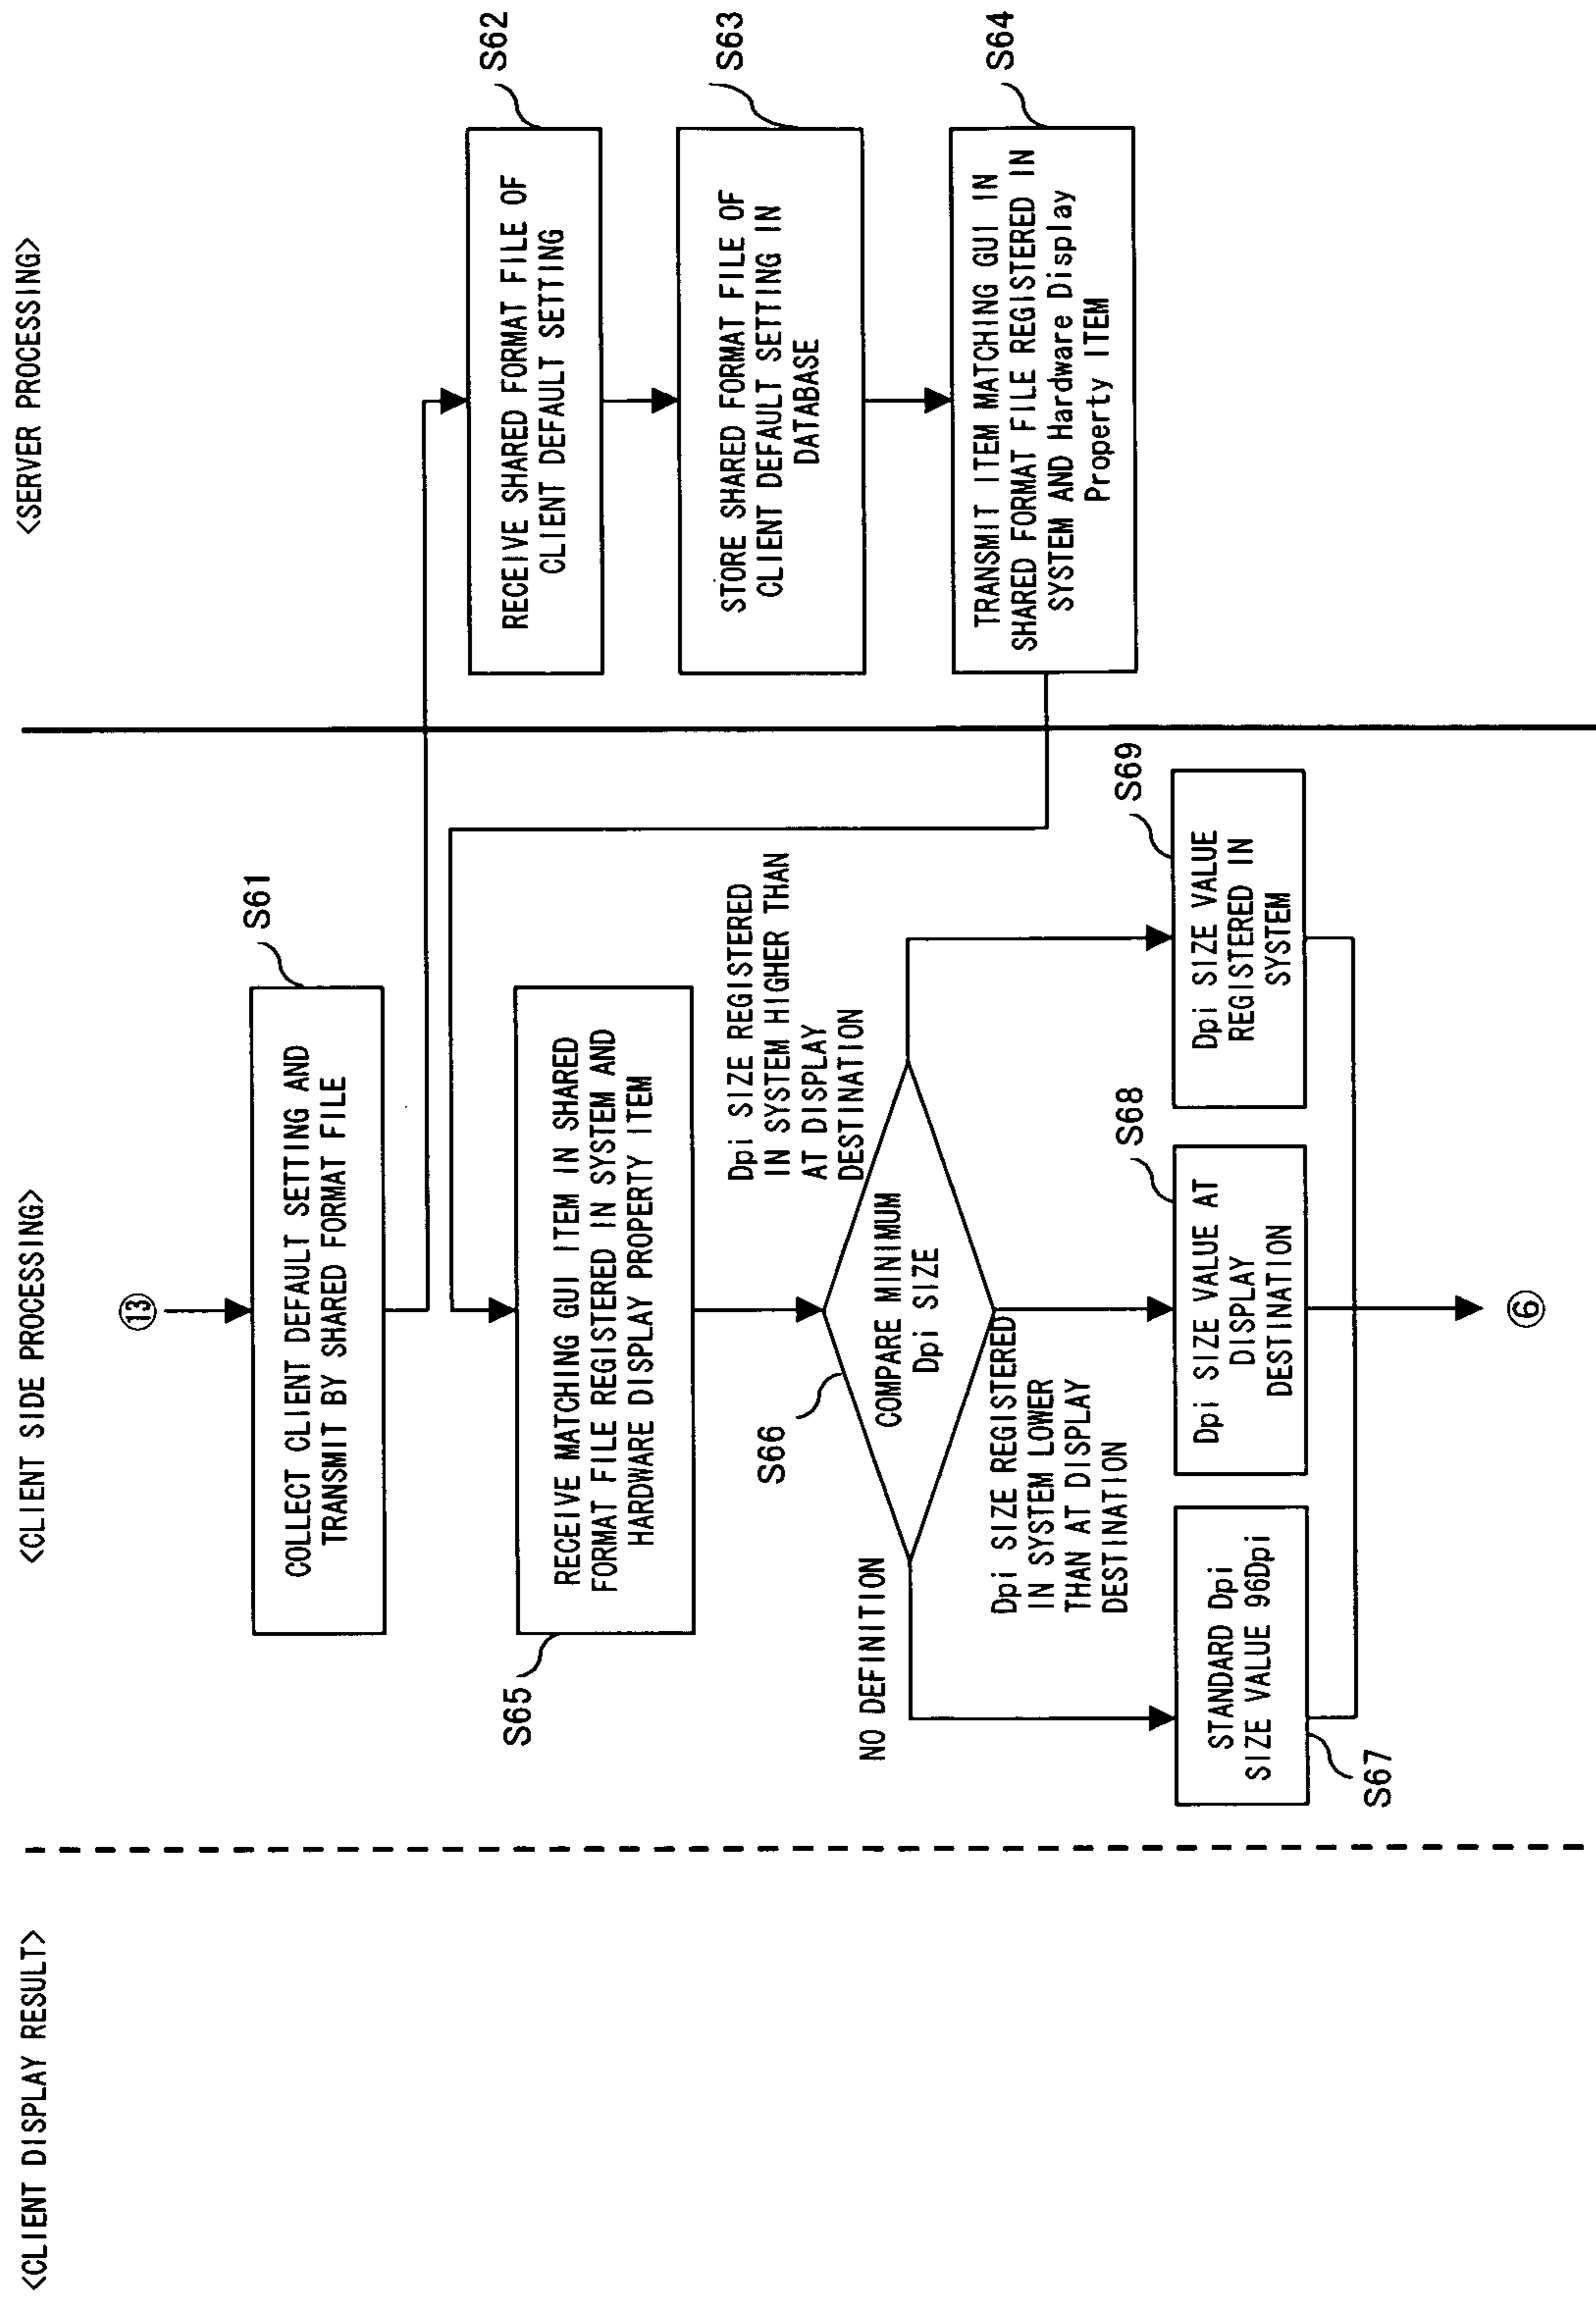 <CLIENT DISPLAY RESULT>
<CLIENT SIDE PROCESSING>
<SERVER PROCESSING>
⑬
S61
COLLECT CLIENT DEFAULT SETTING AND
TRANSMIT BY SHARED FORMAT FILE
S62
RECEIVE SHARED FORMAT FILE OF
CLIENT DEFAULT SETTING
S63
STORE SHARED FORMAT FILE OF
CLIENT DEFAULT SETTING IN
DATABASE
S64
TRANSMIT ITEM MATCHING GUI IN
SHARED FORMAT FILE REGISTERED IN
SYSTEM AND Hardware Display
Property ITEM
S65
RECEIVE MATCHING GUI ITEM IN SHARED
FORMAT FILE REGISTERED IN SYSTEM AND
HARDWARE DISPLAY PROPERTY ITEM
S66
COMPARE MINIMUM
Dpi SIZE
NO DEFINITION
Dpi SIZE REGISTERED
IN SYSTEM LOWER
THAN AT DISPLAY
DESTINATION
Dpi SIZE REGISTERED
IN SYSTEM HIGHER THAN
AT DISPLAY
DESTINATION
S67
STANDARD Dpi
SIZE VALUE 96Dpi
S68
Dpi SIZE VALUE AT
DISPLAY
DESTINATION
S69
Dpi SIZE VALUE
REGISTERED IN
SYSTEM
⑥